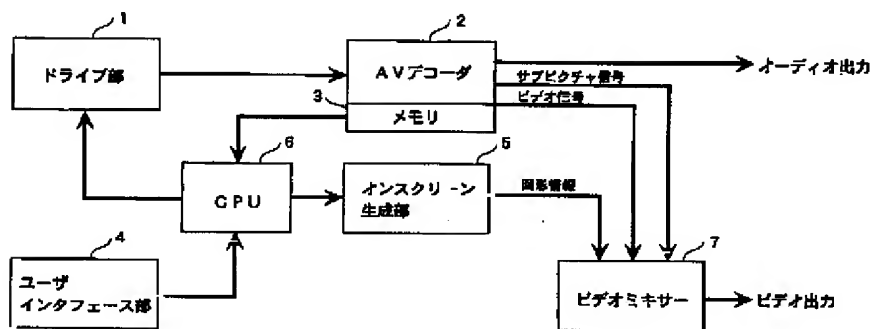 1
ドライブ部
2
AVデコーダ
3
メモリ
オーディオ出力
サブピクチャ信号
ビデオ信号
6
CPU
5
オンスクリーン
生成部
図形情報
4
ユーザ
インタフェース部
7
ビデオミキサー
ビデオ出力